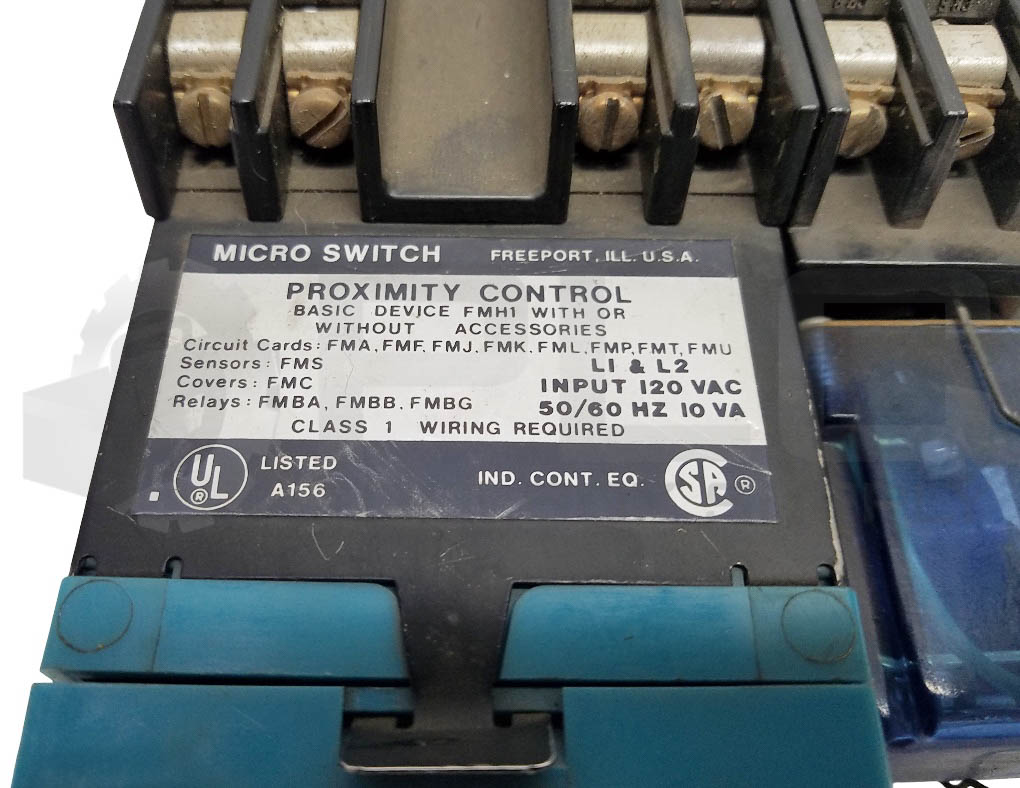 MICRO SWITCH FREEPORT, ILL. U.S.A.
PROXIMITY CONTROL
BASIC DEVICE FMH1 WITH OR
WITHOUT ACCESSORIES
Circuit Cards: FMA, FMF, FMJ, FMK, FML, FMP, FMT, FMU
Sensors: FMS L1 & L2
Covers: FMC INPUT 120 VAC
Relays: FMBA, FMBB, FMBG 50/60 HZ 10 VA
CLASS 1 WIRING REQUIRED
UL ® LISTED
A156
IND. CONT. EQ. SA ®